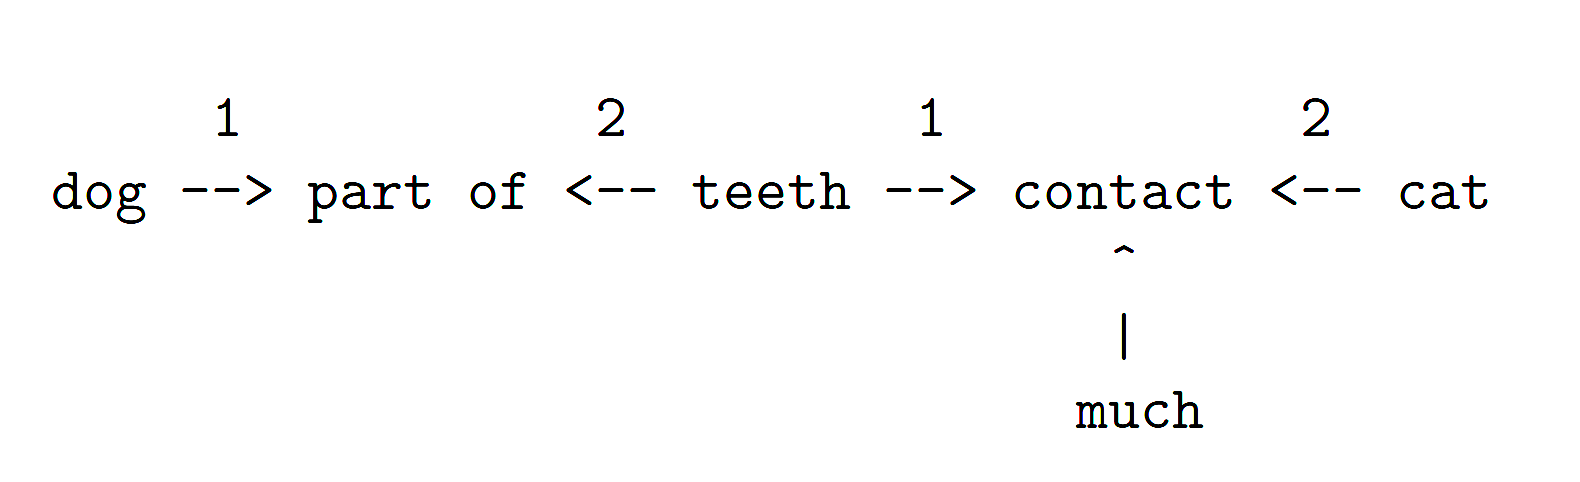 1 2 1 2
dog --> part of <-- teeth --> contact <-- cat
^
|
much